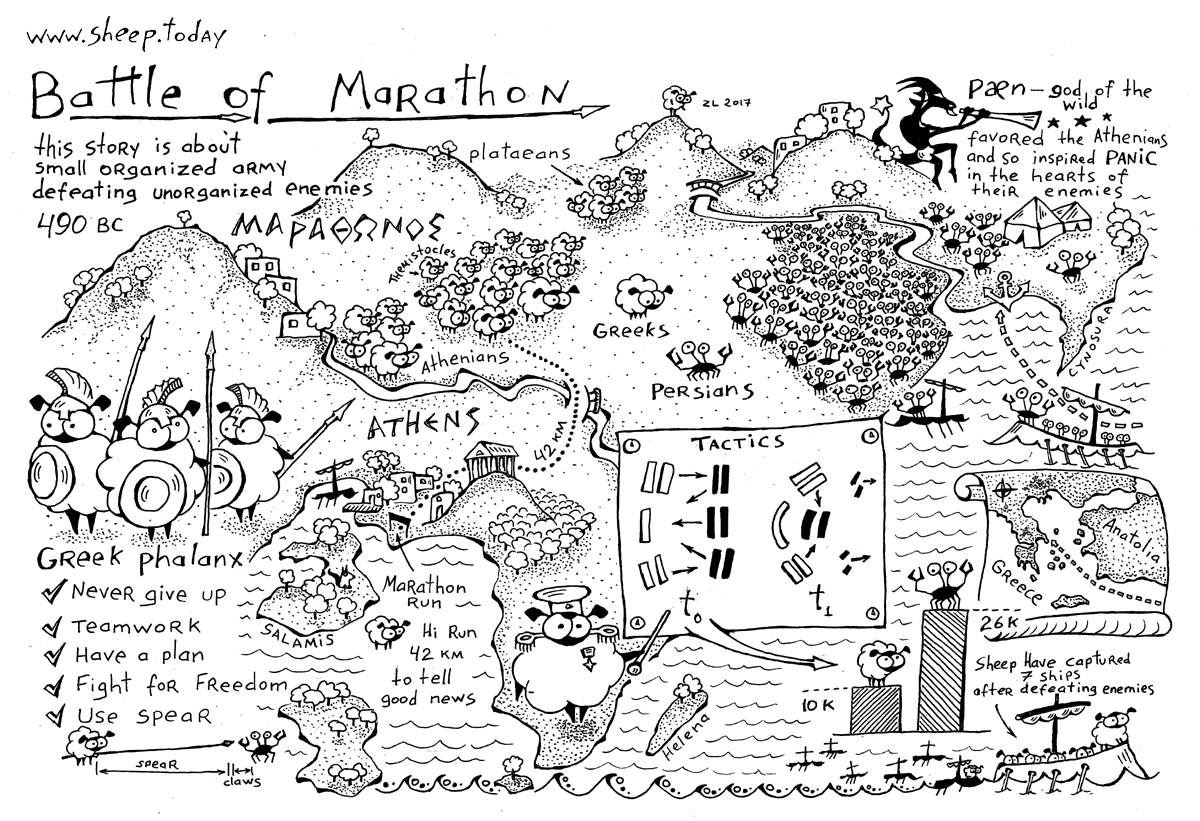 www.sheep.today
Battle of Marathon
this story is about
small organized army
defeating unorganized enemies
490 BC
ΜΑΡΑΘΩΝΟΣ
plataeans
ZL 2017
Paen - god of the
wild
favored the Athenians
and so inspired PANiC
in the hearts of
their enemies
Themistocles
Athenians
Greeks
Persians
CYNOSURA
ATHENS
42 KM
Greek phalanx
Never give up
Teamwork
Have a plan
Fight for Freedom
Use spear
spear
claws
SALAMiS
Marathon
Run
Hi Run
42 KM
to tell
good news
Tactics
t0
t1
Helena
Greece
Anatolia
26K
10K
Sheep Have captured
7 ships
after defeating enemies